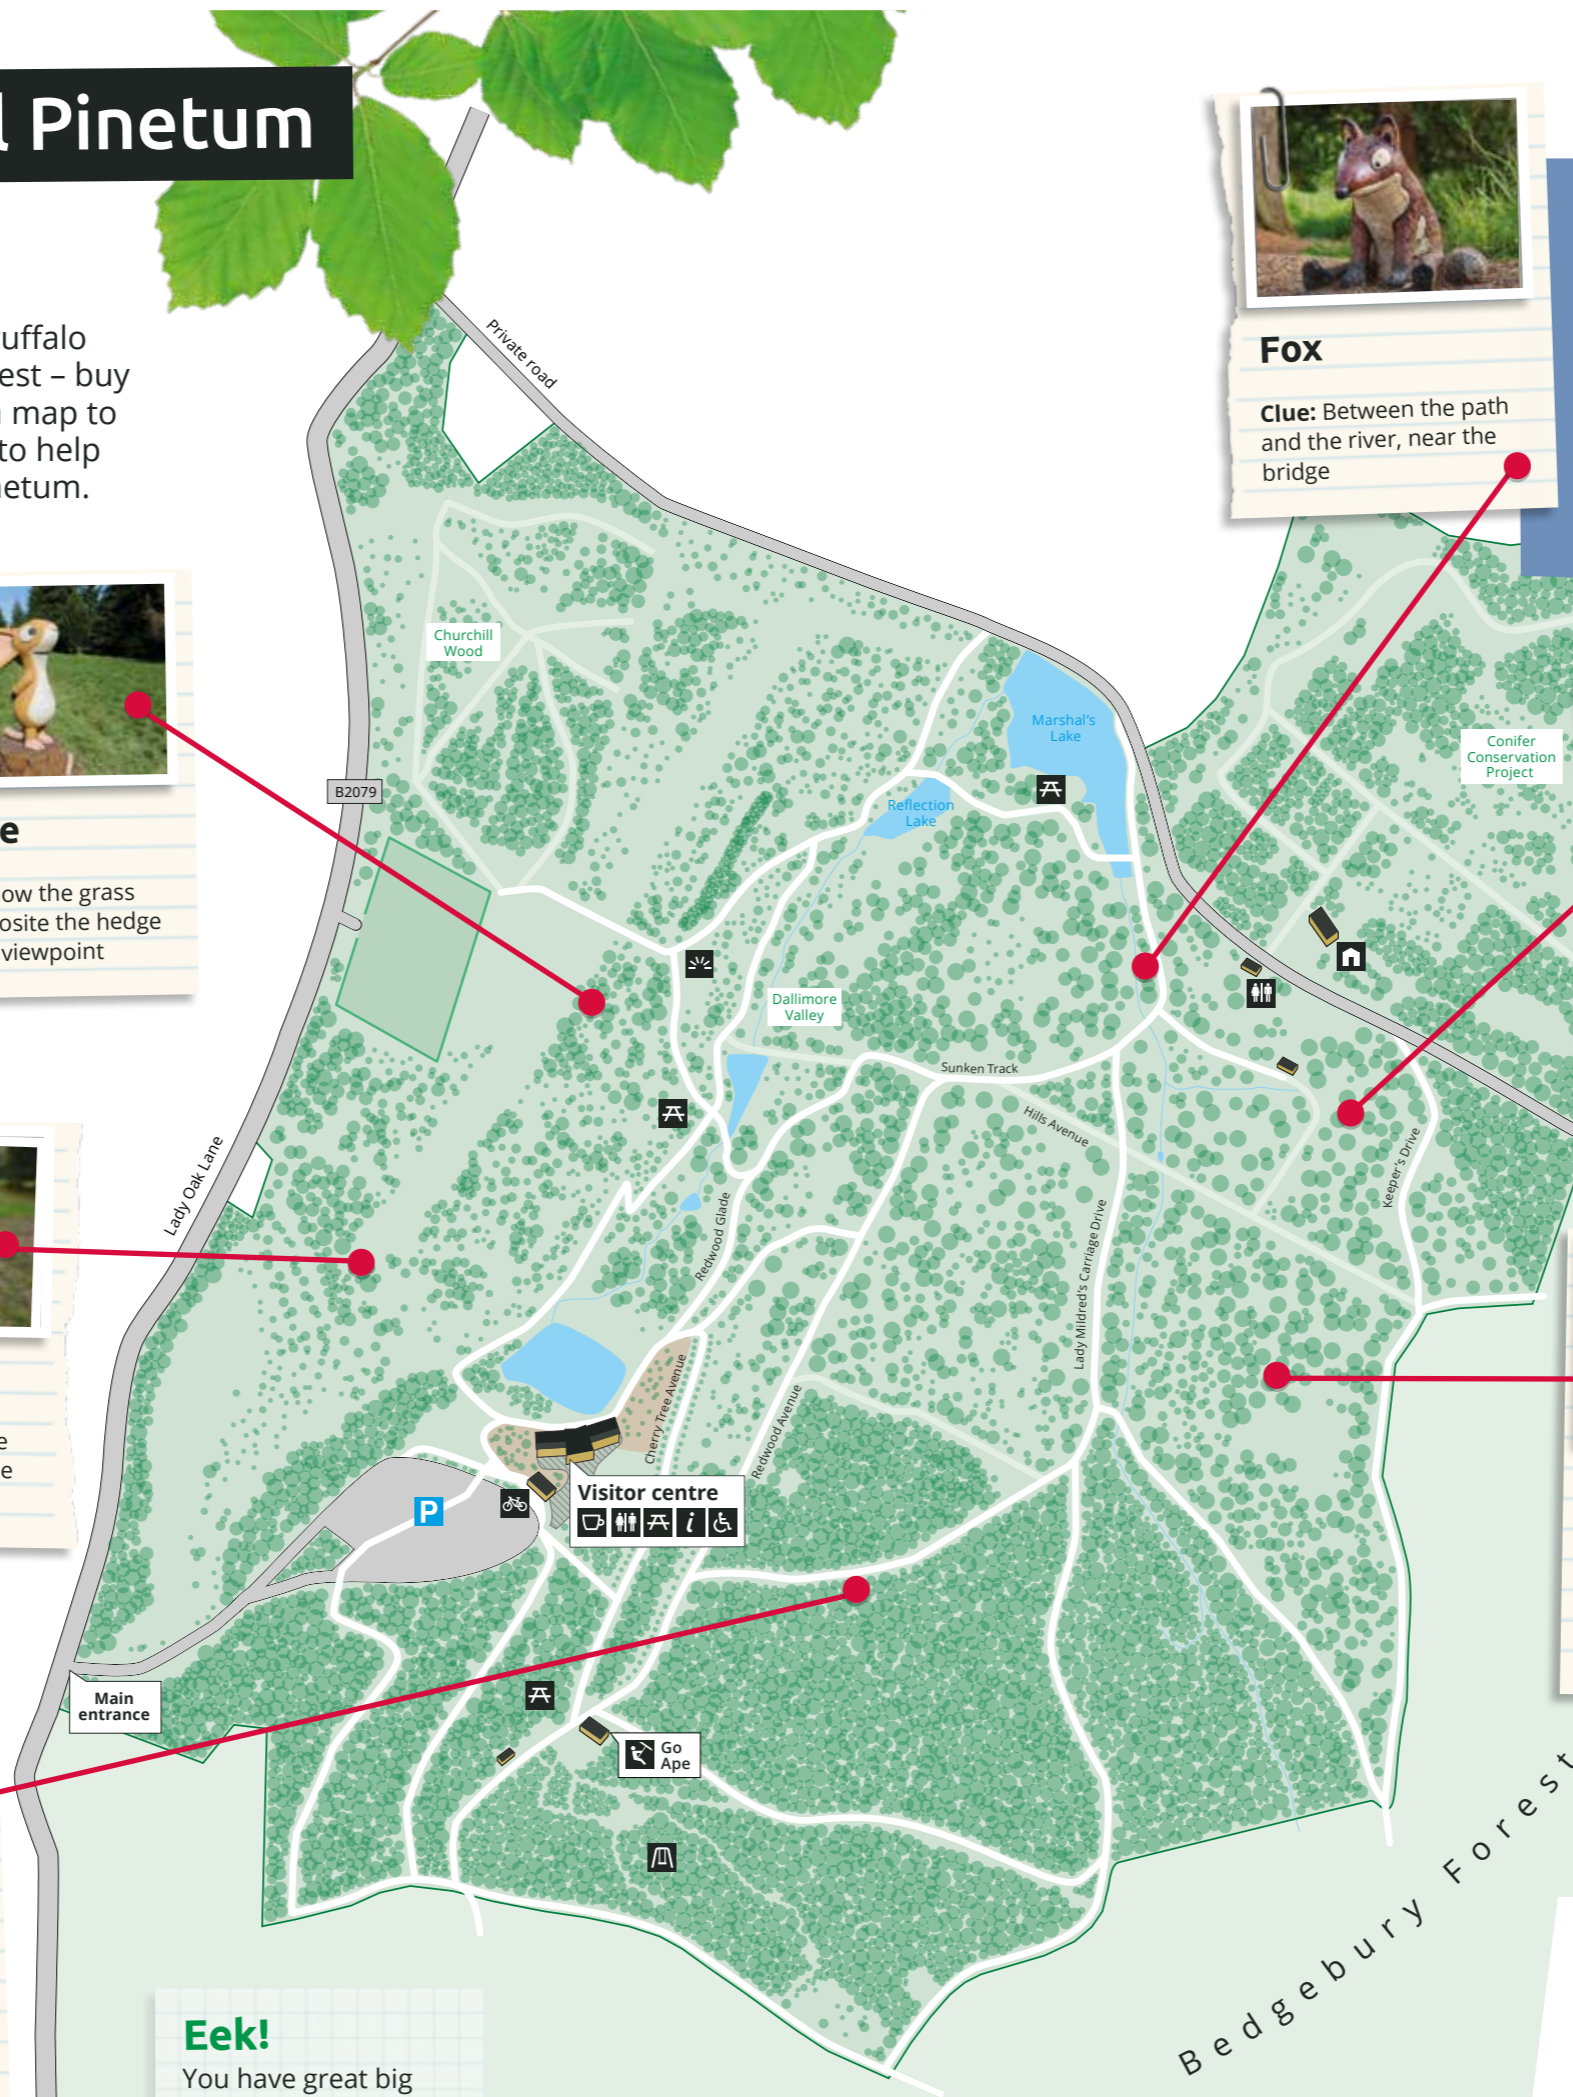 Pinetum
est – buy
map to
to help
Private road
Fox
Clue: Between the path
and the river, near the
bridge
Churchill
Wood
Marshal's
Lake
Conifer
Conservation
Project
B2079
Reflection
Lake
ow the grass
osite the hedge
viewpoint
Dallimore
Valley
Sunken Track
Hills Avenue
Keeper's Drive
Lady Oak Lane
Redwood Glade
Lady Mildred's Carriage Drive
Cherry Tree Avenue
Redwood Avenue
P
Visitor centre
i
Main
entrance
Go
Ape
Bedgebury Forest
Eek!
You have great big